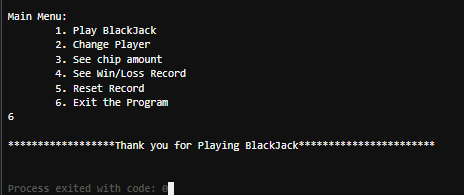 Main Menu:
1. Play BlackJack
2. Change Player
3. See chip amount
4. See Win/Loss Record
5. Reset Record
6. Exit the Program
6
******************Thank you for Playing BlackJack***********************
Process exited with code: 0